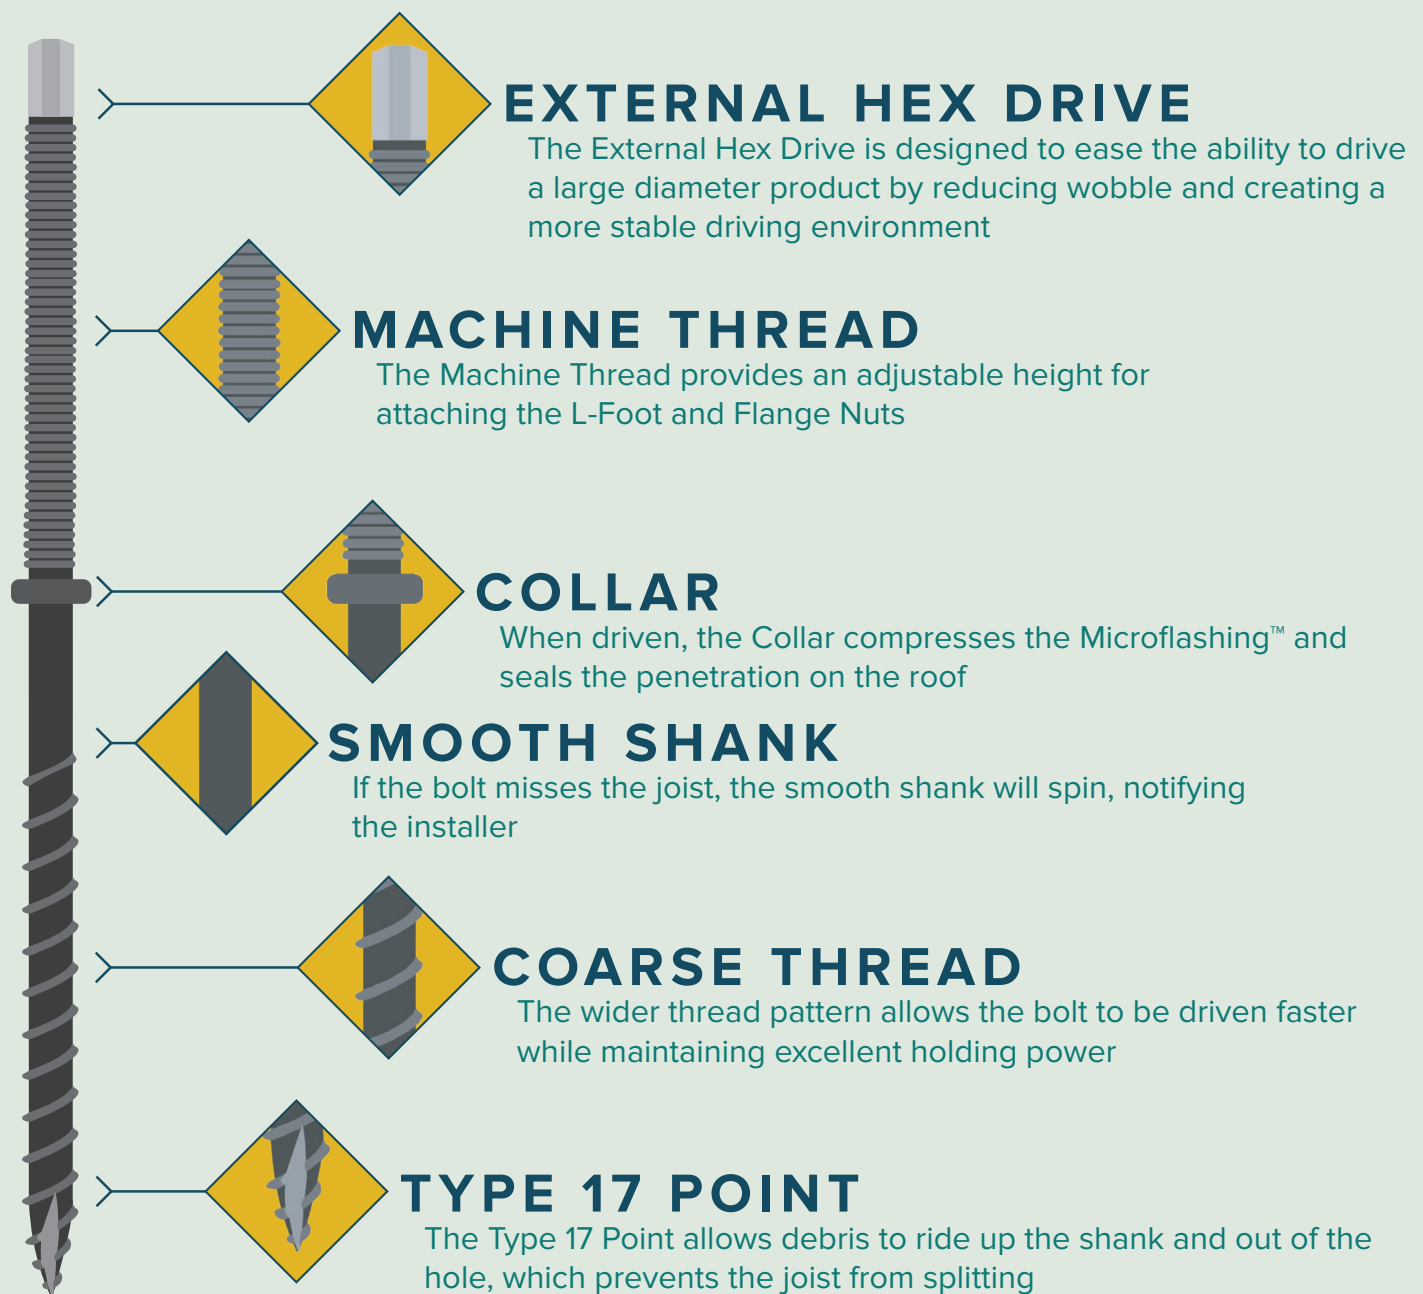 EXTERNAL HEX DRIVE
The External Hex Drive is designed to ease the ability to drive
a large diameter product by reducing wobble and creating a
more stable driving environment
MACHINE THREAD
The Machine Thread provides an adjustable height for
attaching the L-Foot and Flange Nuts
COLLAR
When driven, the Collar compresses the Microflashing™ and
seals the penetration on the roof
SMOOTH SHANK
If the bolt misses the joist, the smooth shank will spin, notifying
the installer
COARSE THREAD
The wider thread pattern allows the bolt to be driven faster
while maintaining excellent holding power
TYPE 17 POINT
The Type 17 Point allows debris to ride up the shank and out of the
hole, which prevents the joist from splitting